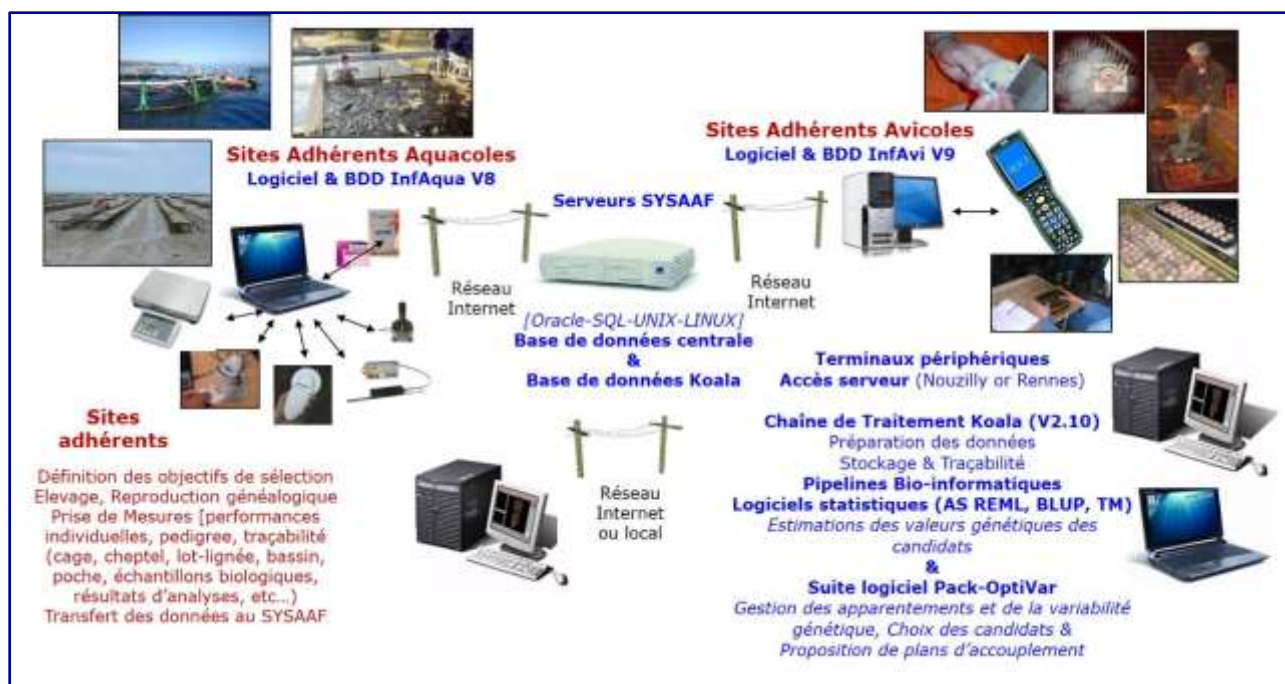 Sites Adhérents Aquacoles
Logiciel & BDD InfAqua V8
Sites Adhérents Avicoles
Logiciel & BDD InfAvi V9
Serveurs SYSAAF
Réseau
Internet
Réseau
Internet
[Oracle-SQL-UNIX-LINUX]
Base de données centrale
&
Base de données Koala
Réseau
Internet
ou local
Sites
adhérents
Définition des objectifs de sélection
Elevage, Reproduction généalogique
Prise de Mesures [performances
individuelles, pedigree, traçabilité
(cage, cheptel, lot-lignée, bassin,
poche, échantillons biologiques,
résultats d'analyses, etc...)
Transfert des données au SYSAAF
Terminaux périphériques
Accès serveur (Nouzilly or Rennes)
Chaîne de Traitement Koala (V2.10)
Préparation des données
Stockage & Traçabilité
Pipelines Bio-informatiques
Logiciels statistiques (AS REML, BLUP, TM)
Estimations des valeurs génétiques des
candidats
&
Suite logiciel Pack-OptiVar
Gestion des apparentements et de la variabilité
génétique, Choix des candidats &
Proposition de plans d'accouplement